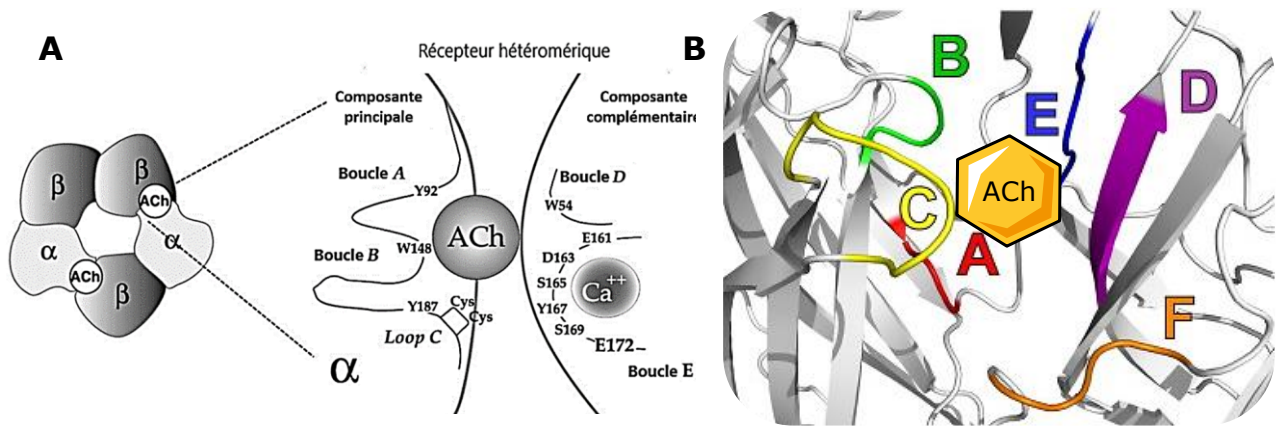 A
Récepteur hétéromérique
Composante
principale
Composante
complémentaire
β
β
ACh
α
α
ACh
β
α
Boucle A
Y92
Boucle B
W148
Y187
Cys
Cys
Loop C
ACh
Boucle D
W54
E161
D163
S165
Y167
S169
E172
Boucle E
Ca++
B
B
E
D
C
ACh
A
F